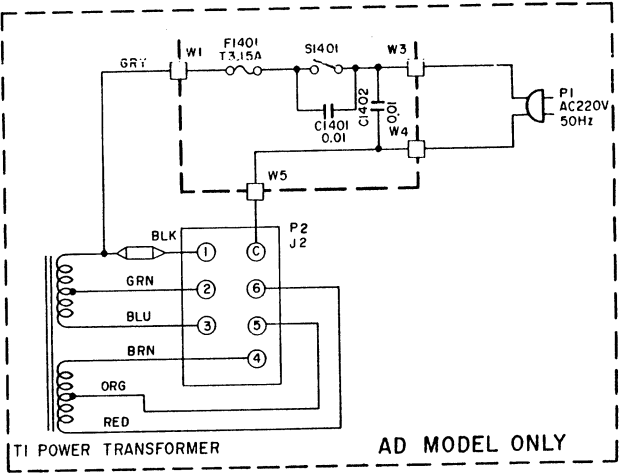 F1401
T3.15A
S1401
W1
W3
GRY
P1
AC220V
50Hz
C1401
0.01
C1402
0.01
W4
W5
P2
J2
BLK
1
C
GRN
2
6
BLU
3
5
BRN
4
ORG
RED
T1 POWER TRANSFORMER
AD MODEL ONLY